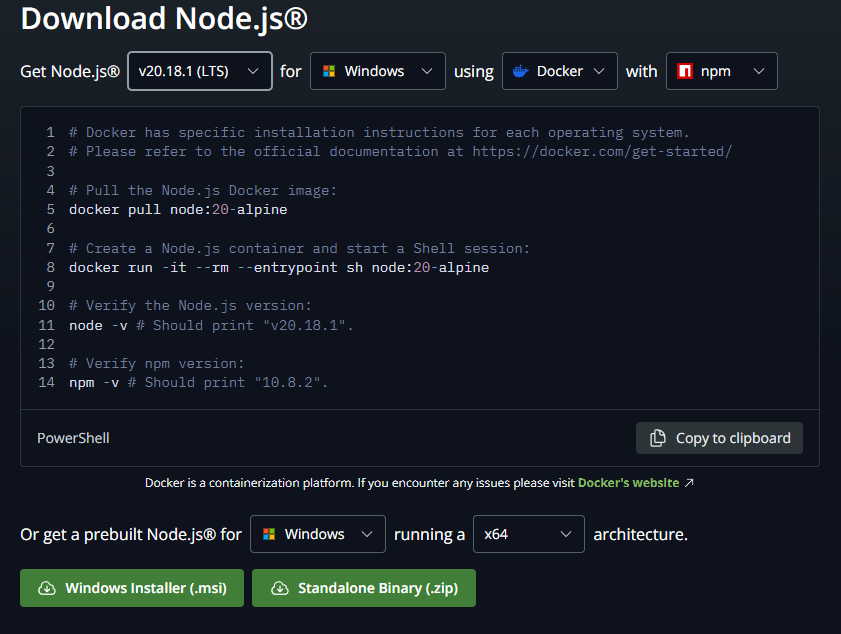 Download Node.js®
Get Node.js® v20.18.1 (LTS) for Windows using Docker with npm
1 # Docker has specific installation instructions for each operating system.
2 # Please refer to the official documentation at https://docker.com/get-started/
3
4 # Pull the Node.js Docker image:
5 docker pull node:20-alpine
6
7 # Create a Node.js container and start a Shell session:
8 docker run -it --rm --entrypoint sh node:20-alpine
9
10 # Verify the Node.js version:
11 node -v # Should print "v20.18.1".
12
13 # Verify npm version:
14 npm -v # Should print "10.8.2".
PowerShell Copy to clipboard
Docker is a containerization platform. If you encounter any issues please visit Docker's website ↗
Or get a prebuilt Node.js® for Windows running a x64 architecture.
Windows Installer (.msi) Standalone Binary (.zip)